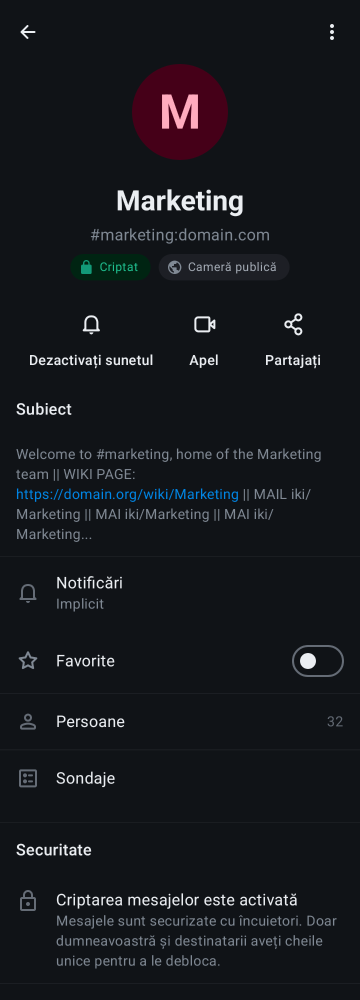 M
Marketing
#marketing:domain.com
Criptat
Cameră publică
Dezactivați sunetul
Apel
Partajați
Subiect
Welcome to #marketing, home of the Marketing
team || WIKI PAGE:
https://domain.org/wiki/Marketing || MAIL iki/
Marketing || MAI iki/Marketing || MAI iki/
Marketing...
Notificări
Implicit
Favorite
Persoane
32
Sondaje
Securitate
Criptarea mesajelor este activată
Mesajele sunt securizate cu încuietori. Doar
dumneavoastră și destinatarii aveți cheile
unice pentru a le debloca.